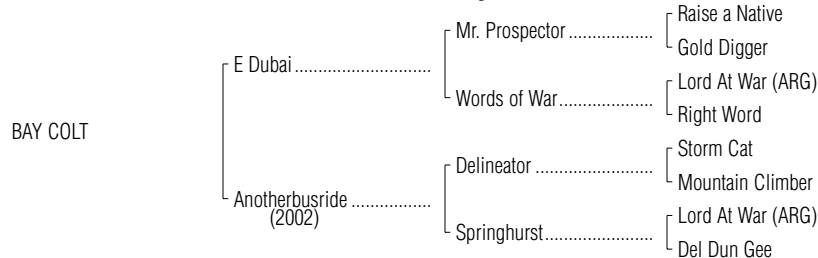 Raise a Native
Mr. Prospector ...................
Gold Digger
E Dubai ...............................
Lord At War (ARG)
Words of War.....................
Right Word
BAY COLT
Storm Cat
Delineator ..........................
Mountain Climber
Anotherbusride ..................
(2002)
Lord At War (ARG)
Springhurst........................
Del Dun Gee